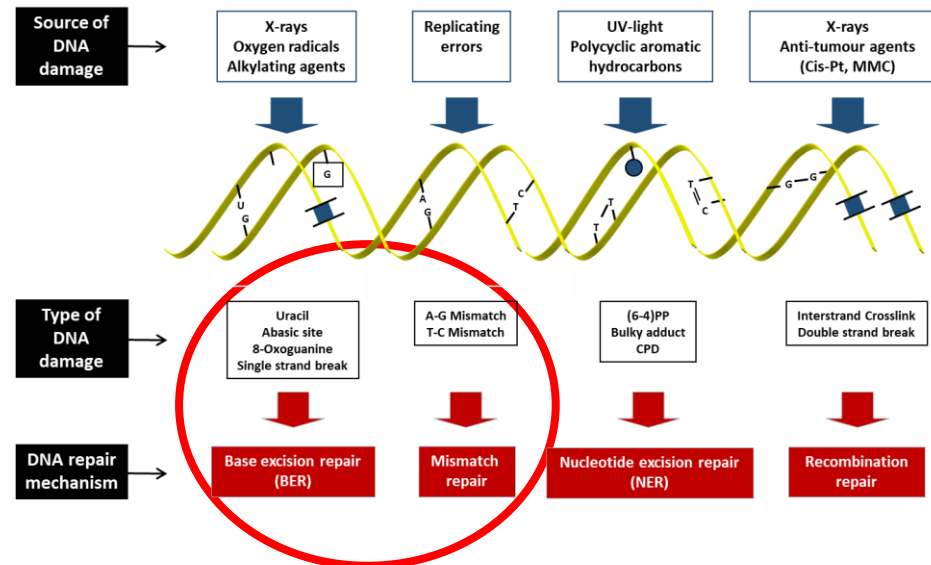 Source of
DNA
damage
X-rays
Oxygen radicals
Alkylating agents
Replicating
errors
UV-light
Polycyclic aromatic
hydrocarbons
X-rays
Anti-tumour agents
(Cis-Pt, MMC)
U
G
G
A
G
T
C
T
T
T
C
G
G
Type of
DNA
damage
Uracil
Abasic site
8-Oxoguanine
Single strand break
A-G Mismatch
T-C Mismatch
(6-4)PP
Bulky adduct
CPD
Interstrand Crosslink
Double strand break
DNA repair
mechanism
Base excision repair
(BER)
Mismatch
repair
Nucleotide excision repair
(NER)
Recombination
repair